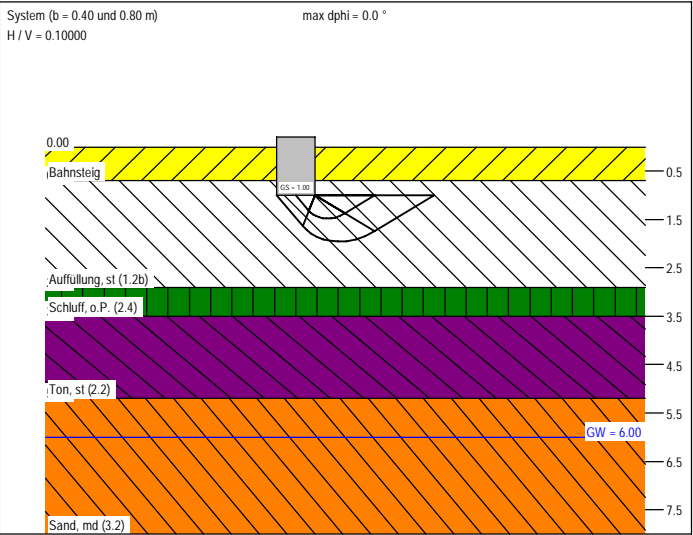 System (b = 0.40 und 0.80 m)
max dphi = 0.0 °
H / V = 0.10000
0.00
Bahnsteig
GS = 1.00
0.5
1.5
2.5
Auffüllung, st (1.2b)
Schluff, o.P. (2.4)
3.5
4.5
Ton, st (2.2)
5.5
GW = 6.00
6.5
7.5
Sand, md (3.2)